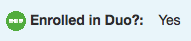 Enrolled in Duo?: Yes